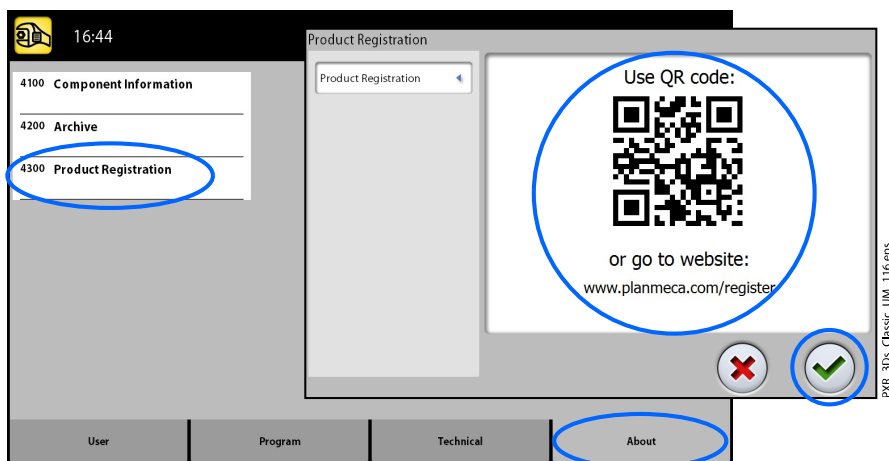 16:44
4100 Component Information
4200 Archive
4300 Product Registration
Product Registration
Product Registration
Use QR code:
or go to website:
www.planmeca.com/register
User Program Technical About
PXR_3Ds_Classic_UM_116.eps